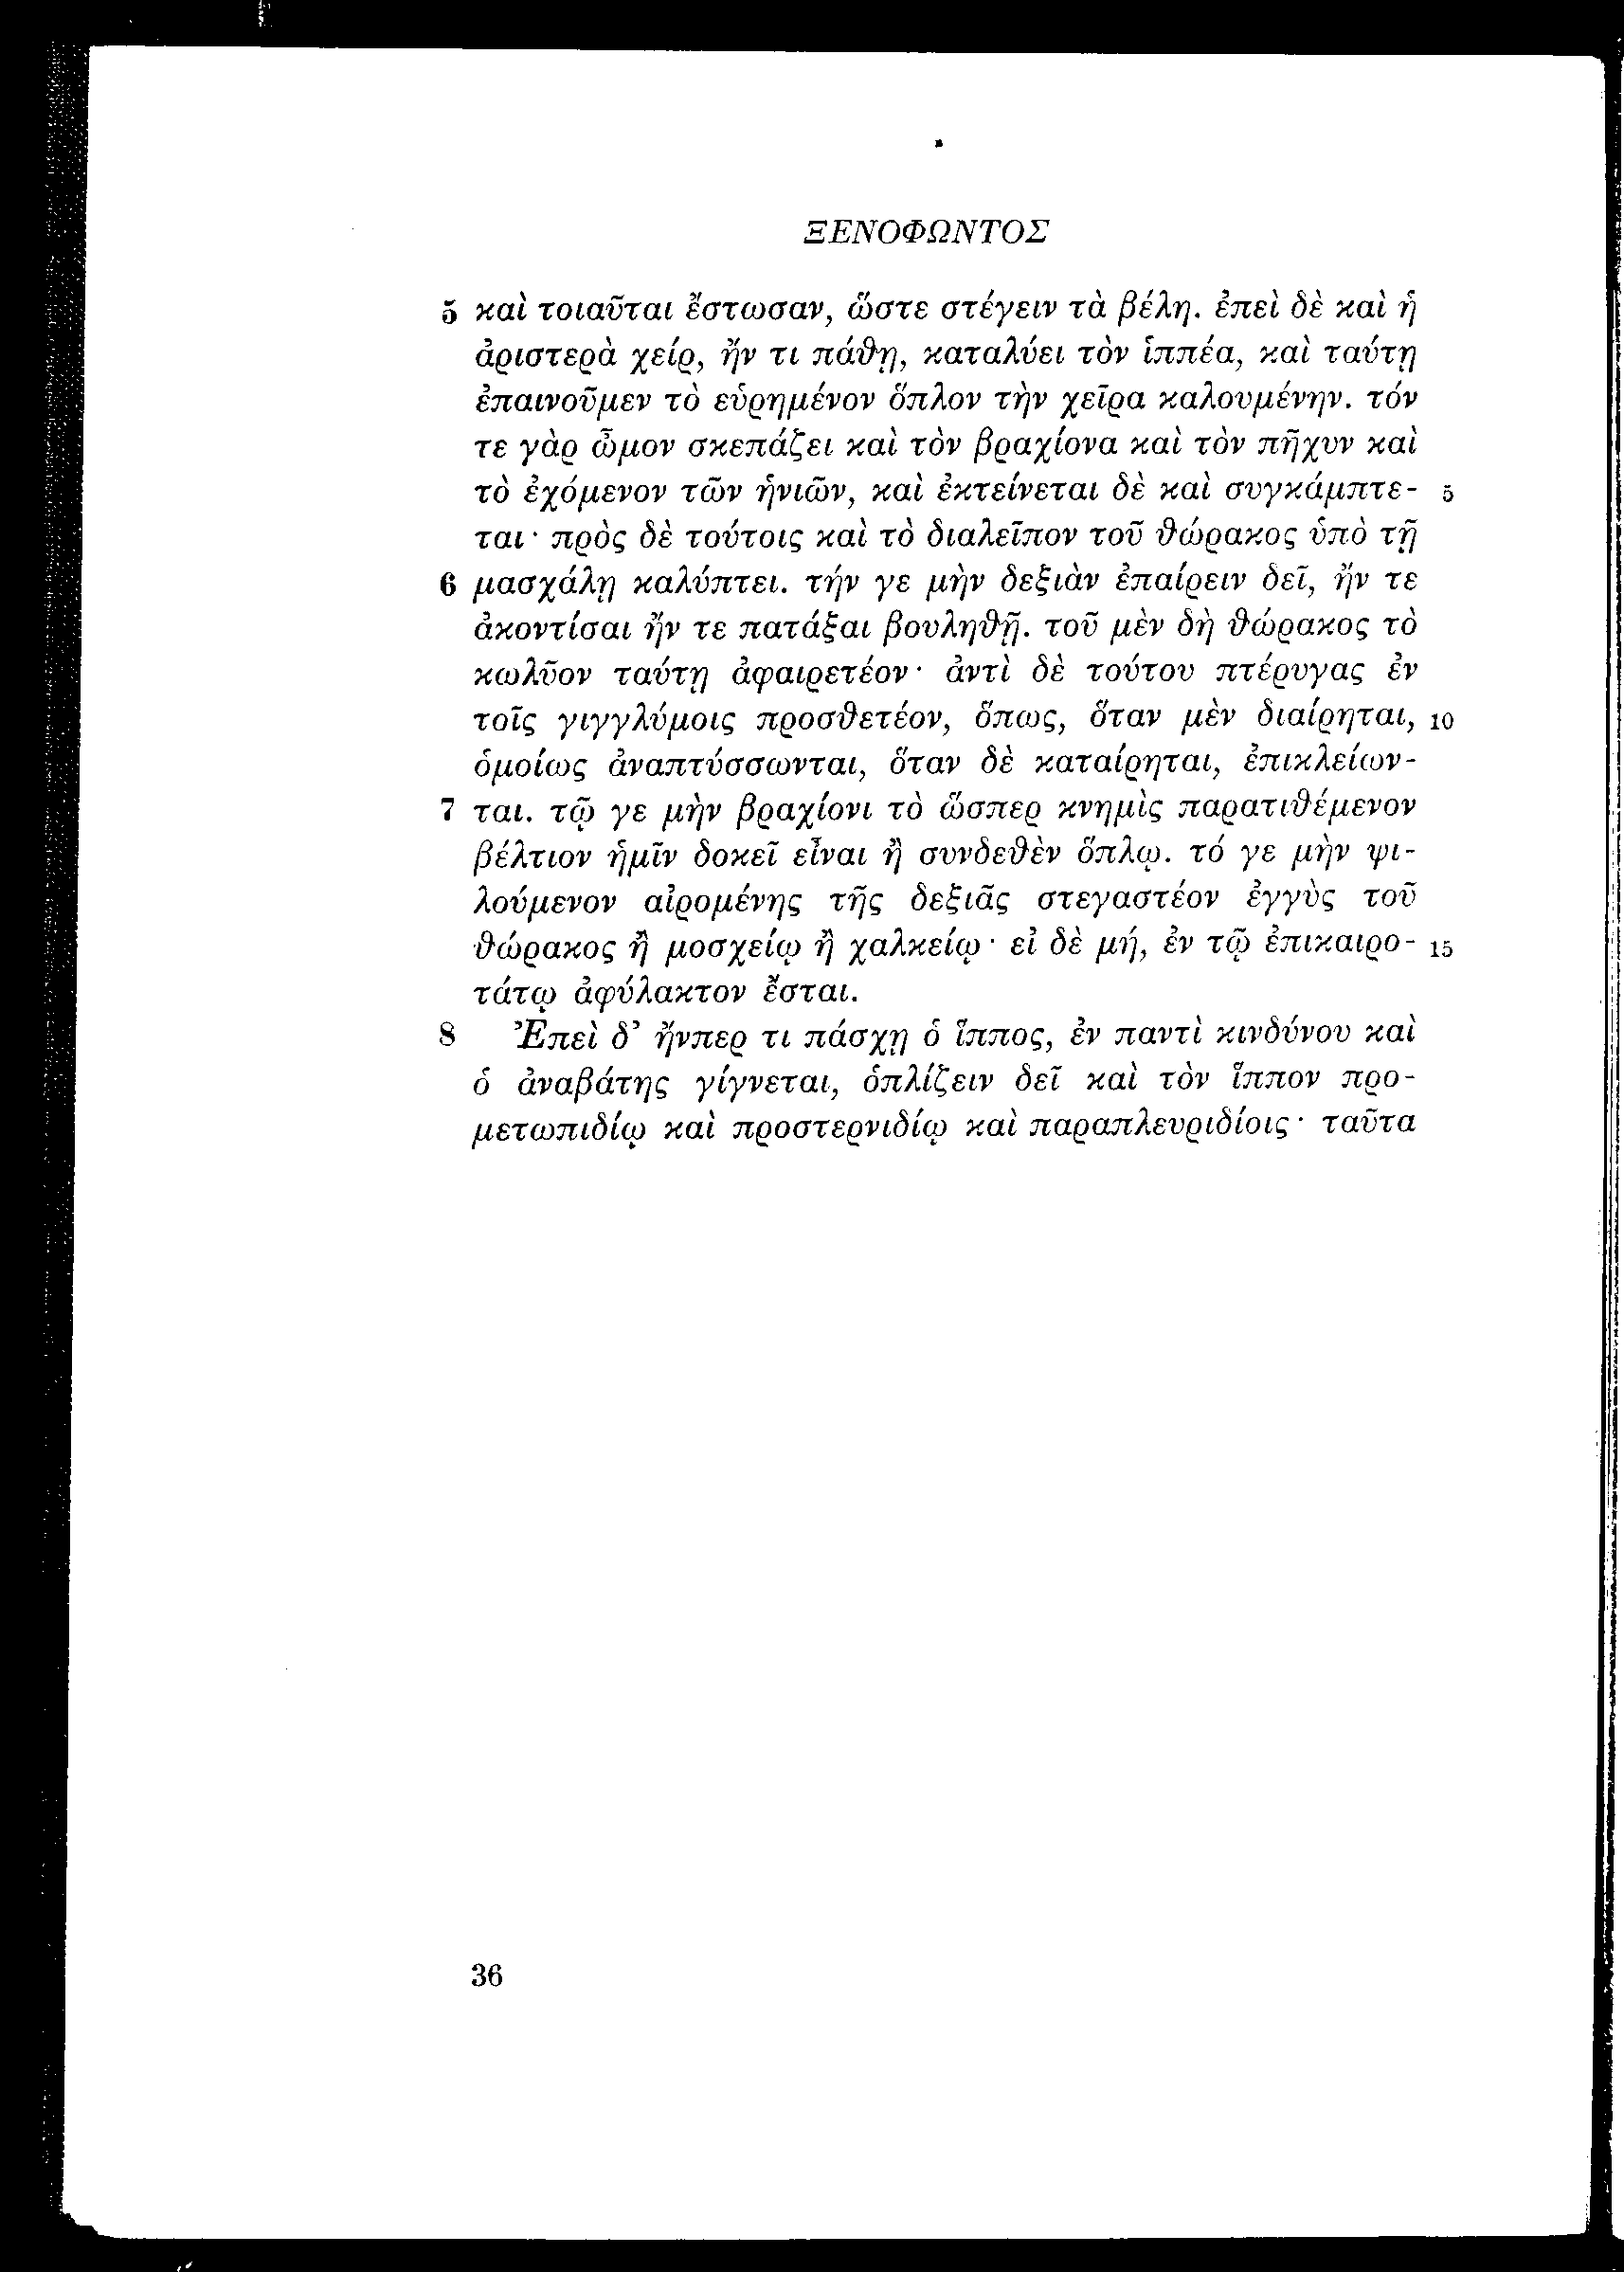 ΞΕΝΟΦΩΝΤΟΣ
5 καὶ τοιαῦται ἔστωσαν, ὥστε στέγειν τὰ βέλη. ἐπεὶ δὲ καὶ ἡ
ἀριστερὰ χείρ, ἤν τι πάθῃ, καταλύει τὸν ἱππέα, καὶ ταύτῃ
ἐπαινοῦμεν τὸ εὑρημένον ὅπλον τὴν χεῖρα καλουμένην. τόν
τε γὰρ ὦμον σκεπάζει καὶ τὸν βραχίονα καὶ τὸν πῆχυν καὶ
τὸ ἐχόμενον τῶν ἡνιῶν, καὶ ἐκτείνεται δὲ καὶ συγκάμπτε- 5
ται· πρὸς δὲ τούτοις καὶ τὸ διαλεῖπον τοῦ θώρακος ὑπὸ τῇ
6 μασχάλῃ καλύπτει. τήν γε μὴν δεξιὰν ἐπαίρειν δεῖ, ἤν τε
ἀκοντίσαι ἤν τε πατάξαι βουληθῇ. τοῦ μὲν δὴ θώρακος τὸ
κωλῦον ταύτῃ ἀφαιρετέον· ἀντὶ δὲ τούτου πτέρυγας ἐν
τοῖς γιγγλύμοις προσθετέον, ὅπως, ὅταν μὲν διαίρηται, 10
ὁμοίως ἀναπτύσσωνται, ὅταν δὲ καταίρηται, ἐπικλείων-
7 ται. τῷ γε μὴν βραχίονι τὸ ὥσπερ κνημὶς παρατιθέμενον
βέλτιον ἡμῖν δοκεῖ εἶναι ἢ συνδεθὲν ὅπλῳ. τό γε μὴν ψι-
λούμενον αἰρομένης τῆς δεξιᾶς στεγαστέον ἐγγὺς τοῦ
θώρακος ἢ μοσχείῳ ἢ χαλκείῳ· εἰ δὲ μή, ἐν τῷ ἐπικαιρο- 15
τάτῳ ἀφύλακτον ἔσται.
8 Ἐπεὶ δ’ ἤνπερ τι πάσχῃ ὁ ἵππος, ἐν παντὶ κινδύνου καὶ
ὁ ἀναβάτης γίγνεται, ὁπλίζειν δεῖ καὶ τὸν ἵππον προ-
μετωπιδίῳ καὶ προστερνιδίῳ καὶ παραπλευριδίοις· ταῦτα
36